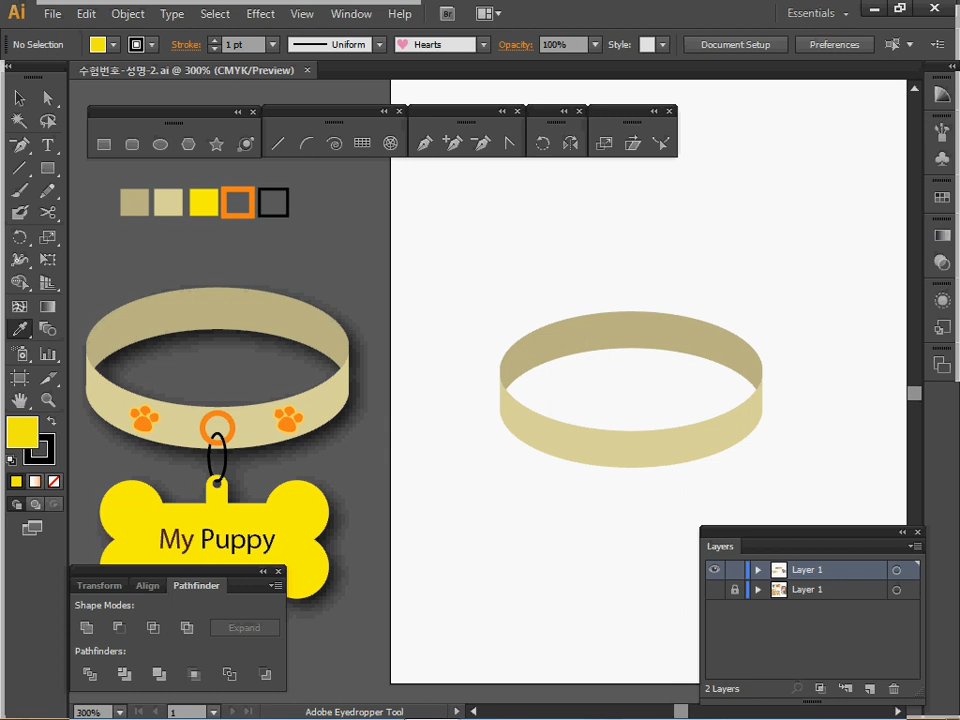 Ai File Edit Object Type Select Effect View Window Help Br Essentials
No Selection Stroke: 1 pt Uniform Hearts Opacity: 100% Style: Document Setup Preferences
수험번호-성명-2.ai @ 300% (CMYK/Preview)
My Puppy
Layers
Layer 1
Layer 1
2 Layers
Transform Align Pathfinder
Shape Modes:
Expand
Pathfinders:
300% 1 Adobe Eyedropper Tool